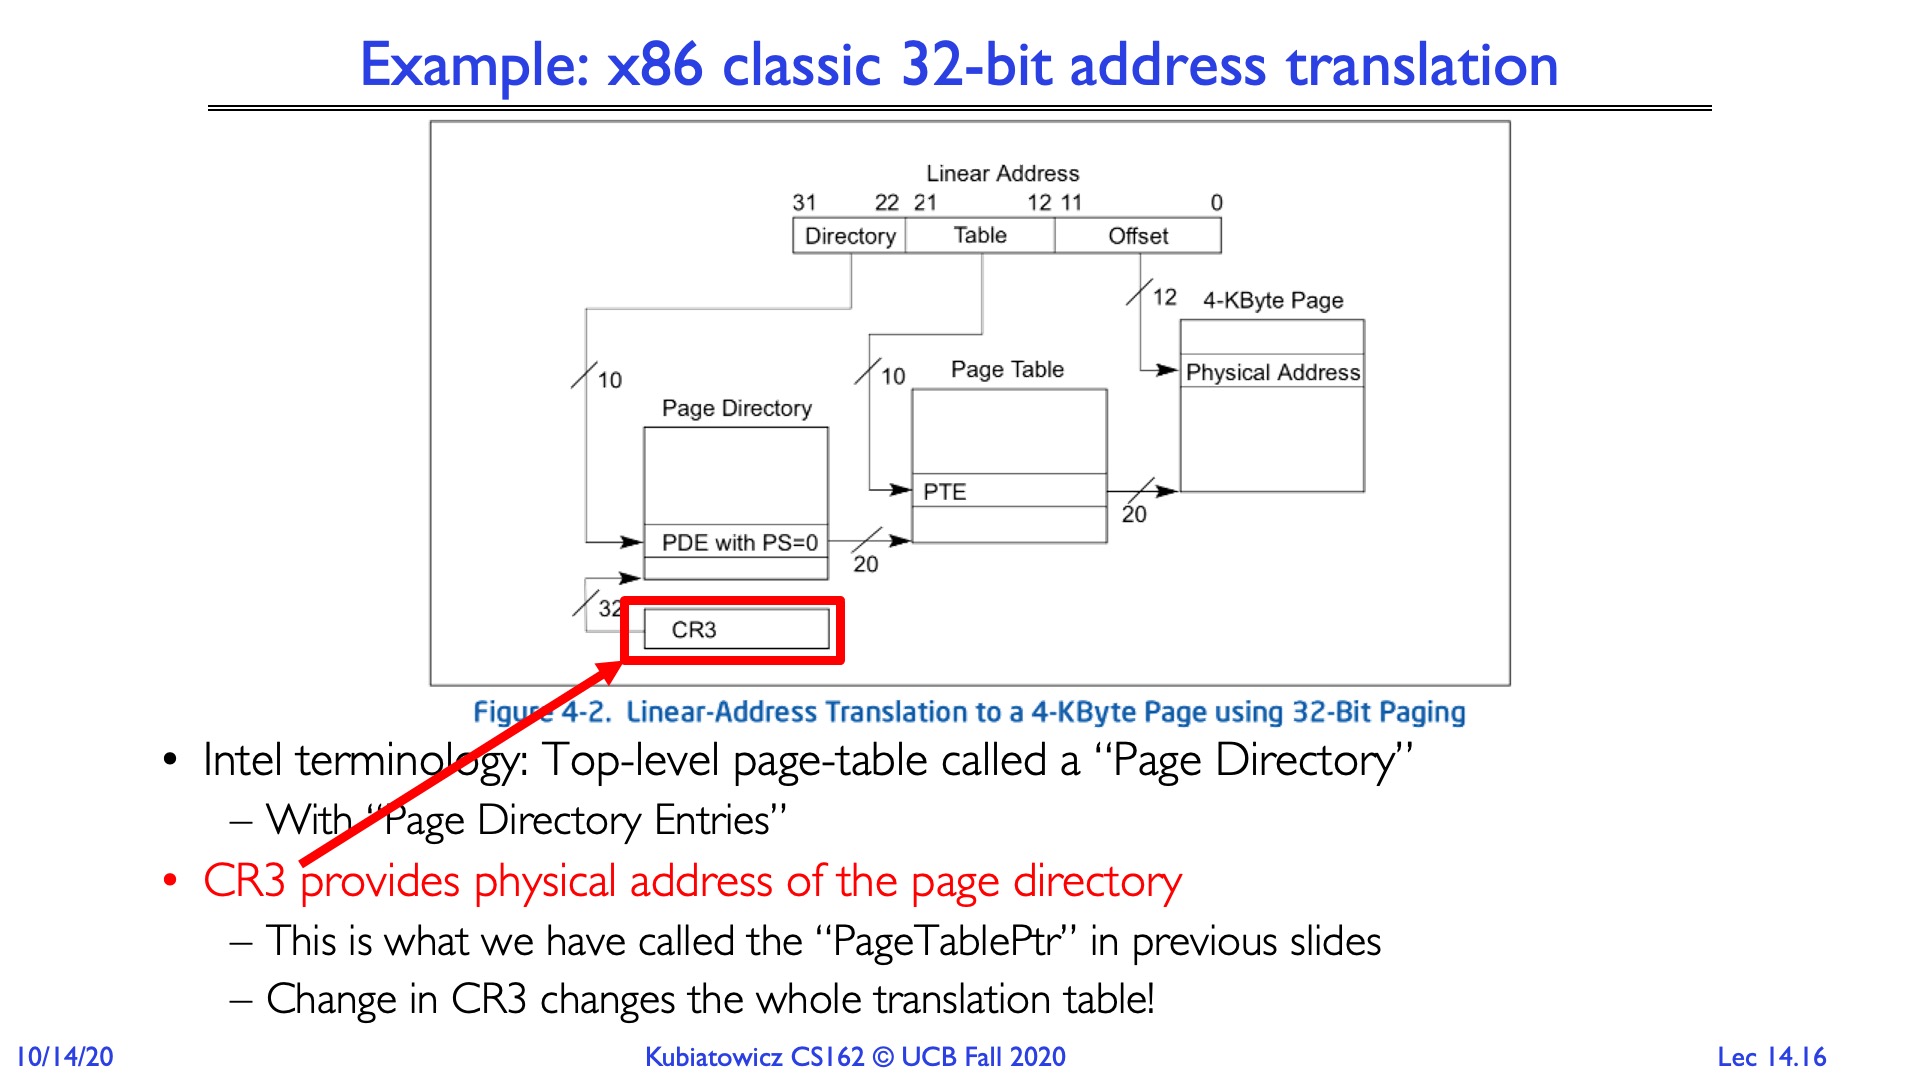 Example: x86 classic 32-bit address translation
Linear Address
31 22 21 12 11 0
Directory Table Offset
12
4-KByte Page
10
10
Page Table
Physical Address
Page Directory
PTE
20
PDE with PS=0
20
32
CR3
Figure 4-2. Linear-Address Translation to a 4-KByte Page using 32-Bit Paging
• Intel terminology: Top-level page-table called a “Page Directory”
– With “Page Directory Entries”
• CR3 provides physical address of the page directory
– This is what we have called the “PageTablePtr” in previous slides
– Change in CR3 changes the whole translation table!
10/14/20 Kubiatowicz CS162 © UCB Fall 2020 Lec 14.16